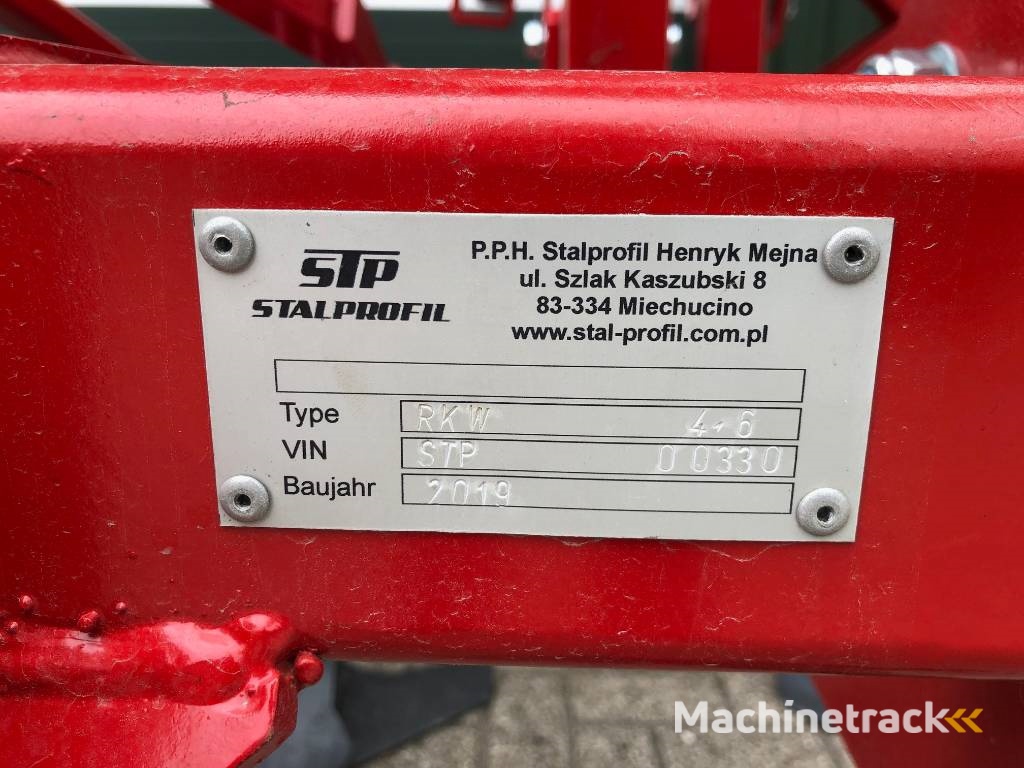 STP
STALPROFIL
P.P.H. Stalprofil Henryk Mejna
ul. Szlak Kaszubski 8
83-334 Miechucino
www.stal-profil.com.pl
Type RKW 4,6
VIN STP 00330
Baujahr 2019
Machinetrack